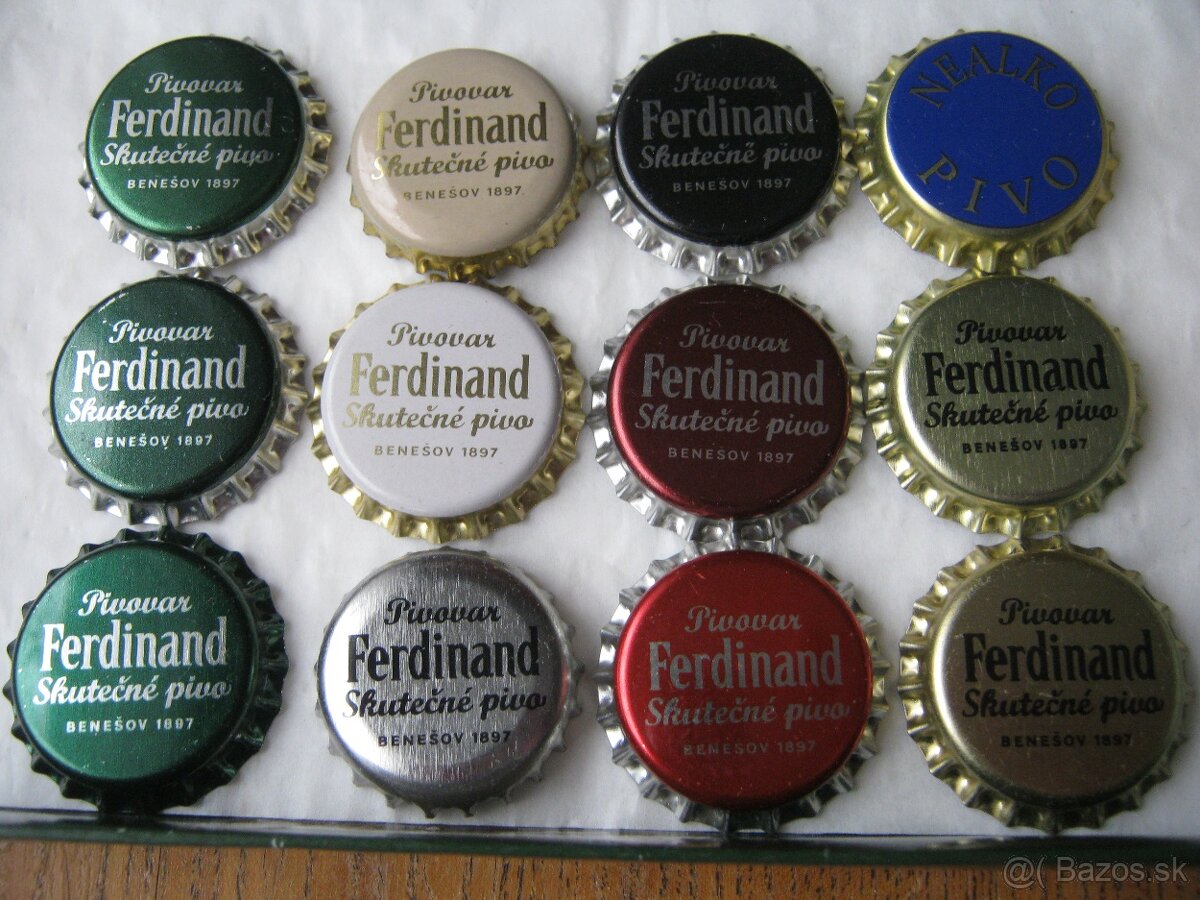 Pivovar
Ferdinand
Skutečné pivo
BENEŠOV 1897
Pivovar
Ferdinand
Skutečné pivo
BENEŠOV 1897
Pivovar
Ferdinand
Skutečné pivo
BENEŠOV 1897
NEALKO
PIVO
Pivovar
Ferdinand
Skutečné pivo
BENEŠOV 1897
Pivovar
Ferdinand
Skutečné pivo
BENEŠOV 1897
Pivovar
Ferdinand
Skutečné pivo
BENEŠOV 1897
Pivovar
Ferdinand
Skutečné pivo
BENEŠOV 1897
Pivovar
Ferdinand
Skutečné pivo
BENEŠOV 1897
Pivovar
Ferdinand
Skutečné pivo
BENEŠOV 1897
Pivovar
Ferdinand
Skutečné pivo
BENEŠOV 1897
Pivovar
Ferdinand
Skutečné pivo
BENEŠOV 1897
@( Bazos.sk